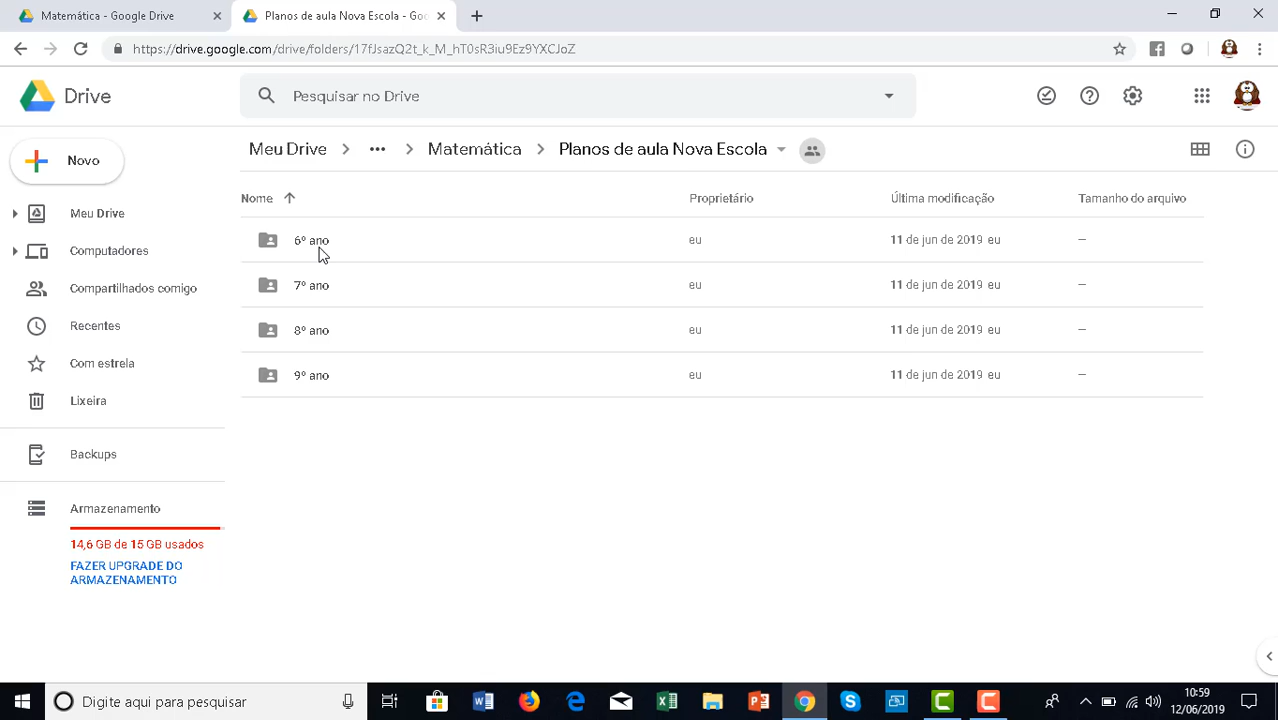 Matemática - Google Drive
Planos de aula Nova Escola - Goo
https://drive.google.com/drive/folders/17fJsazQ2t_k_M_hT0sR3iu9Ez9YXCJoZ
Drive
Pesquisar no Drive
Novo
Meu Drive
Computadores
Compartilhados comigo
Recentes
Com estrela
Lixeira
Backups
Armazenamento
14,6 GB de 15 GB usados
FAZER UPGRADE DO
ARMAZENAMENTO
Meu Drive > ••• > Matemática > Planos de aula Nova Escola
Nome Proprietário Última modificação Tamanho do arquivo
6º ano eu 11 de jun de 2019 eu —
7º ano eu 11 de jun de 2019 eu —
8º ano eu 11 de jun de 2019 eu —
9º ano eu 11 de jun de 2019 eu —
Digite aqui para pesquisar
10:59
12/06/2019